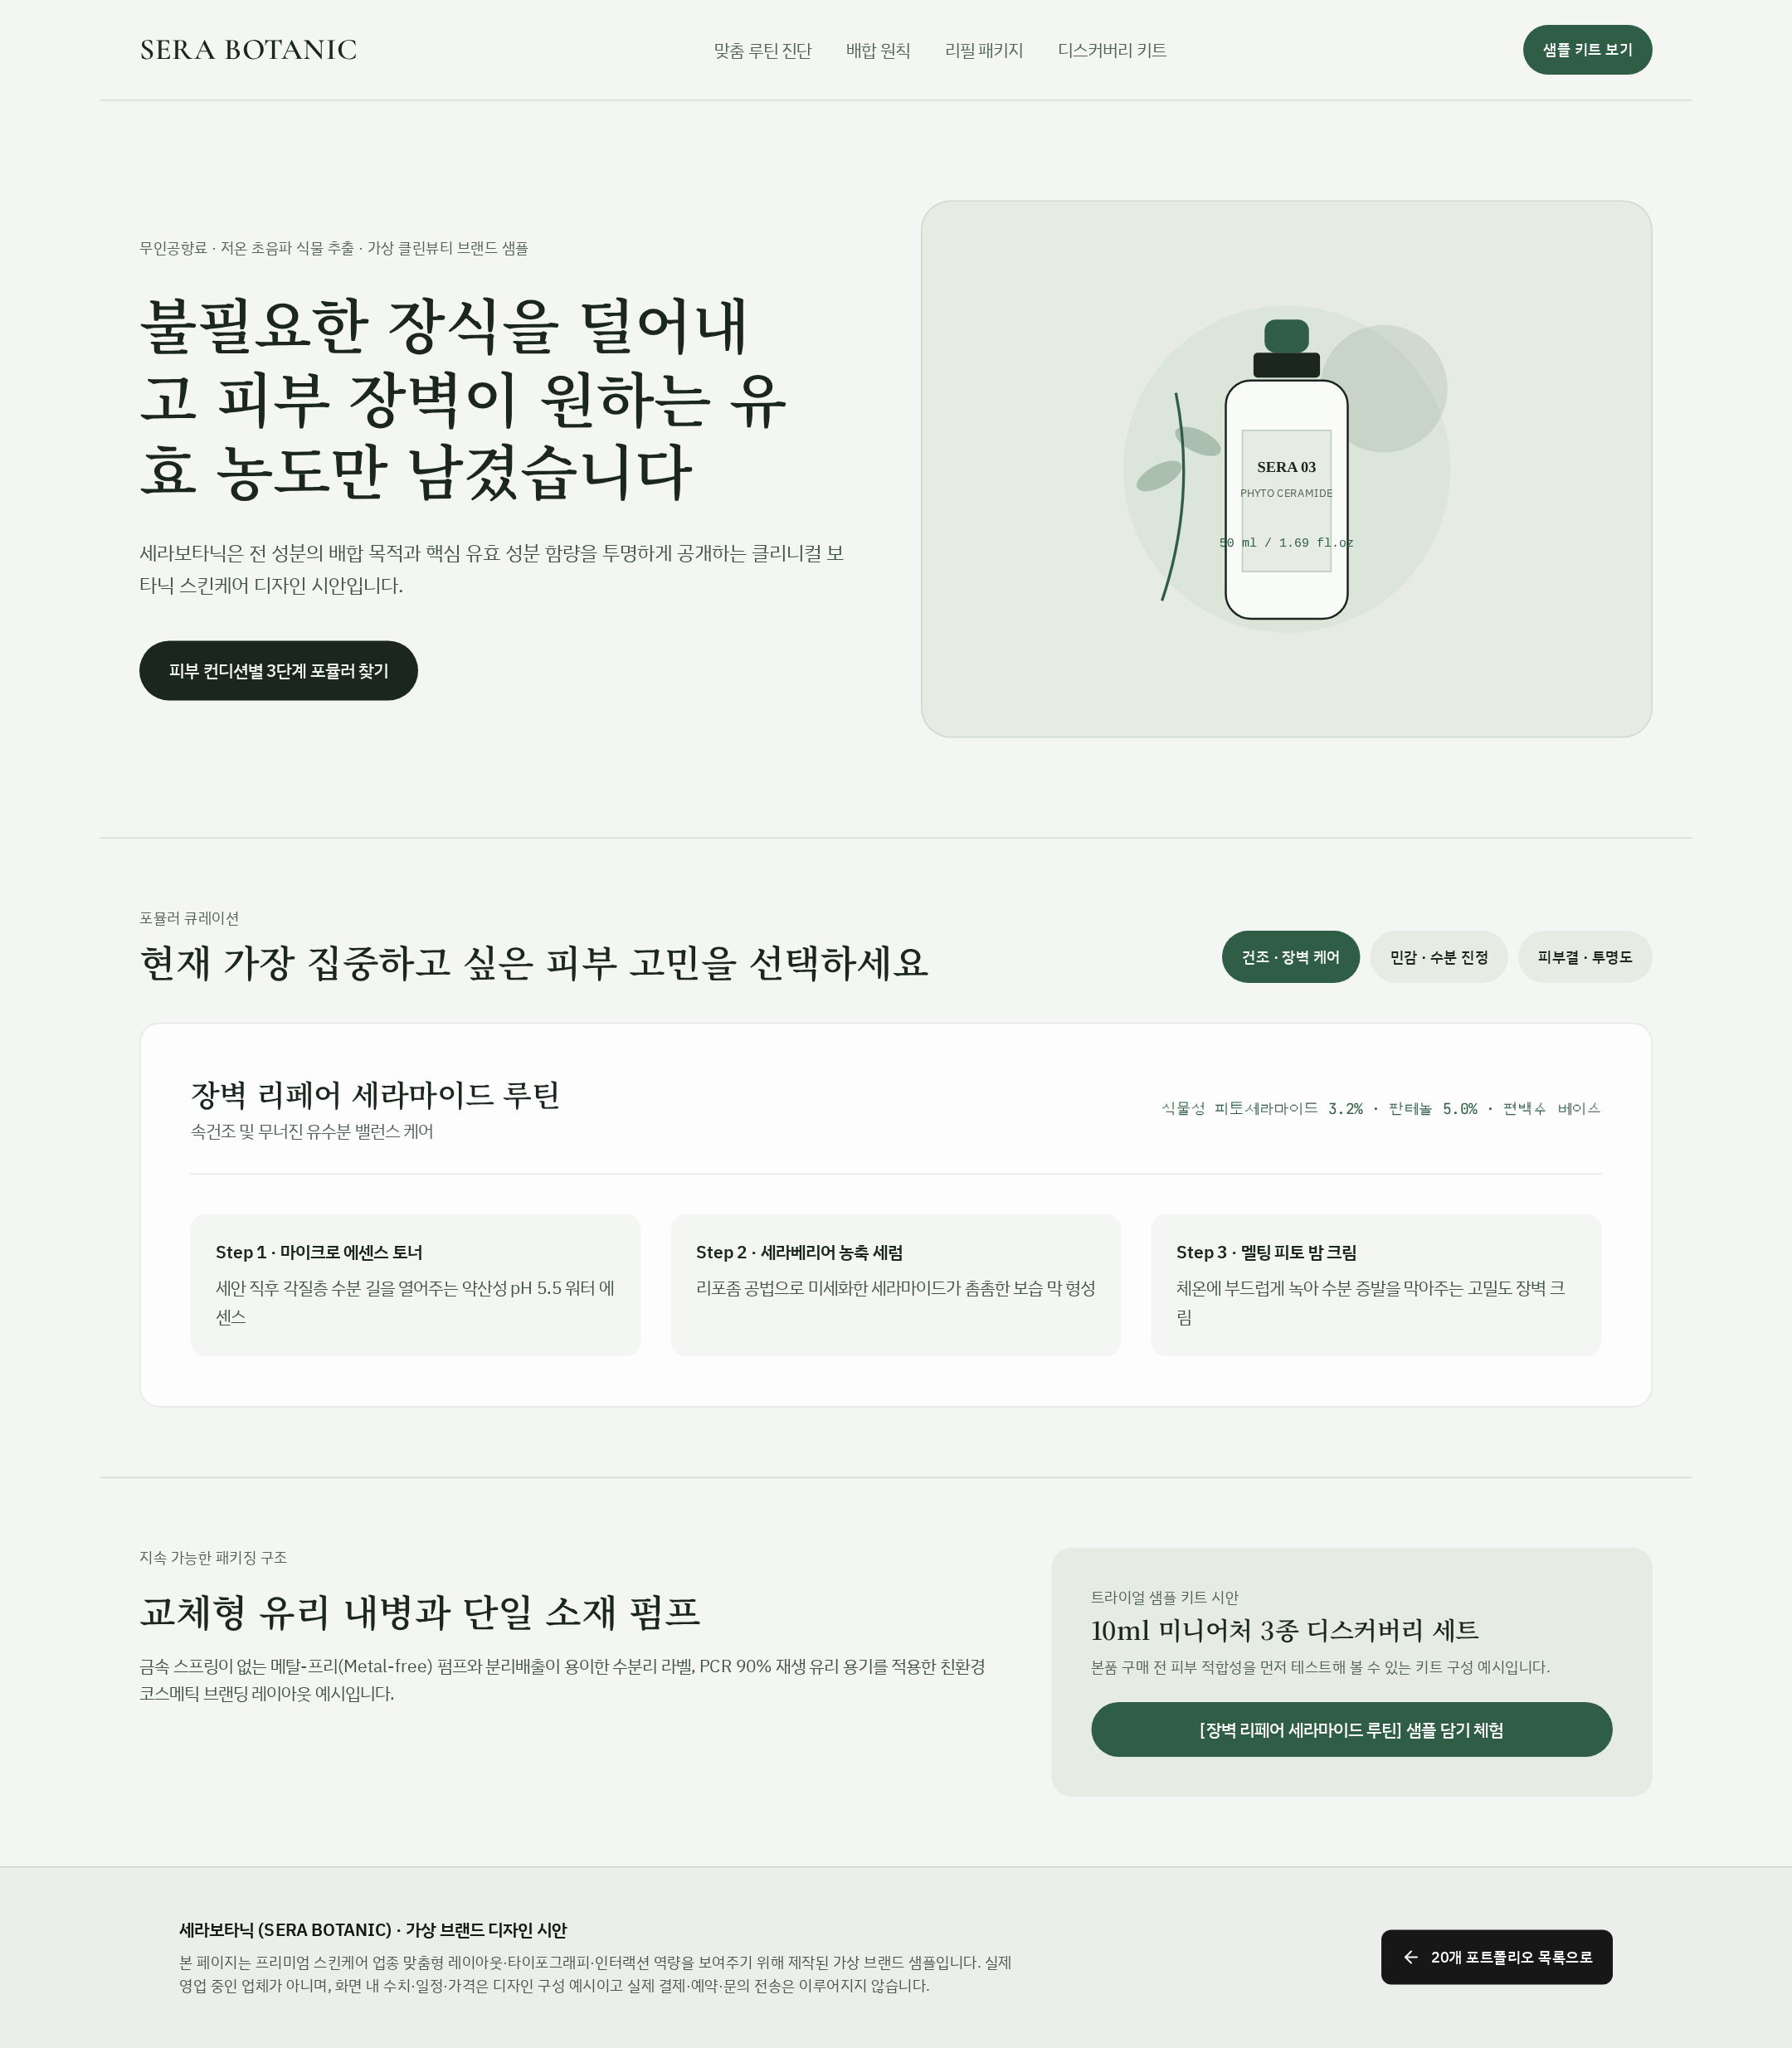 SERA BOTANIC
맞춤 루틴 진단
배합 원칙
리필 패키지
디스커버리 키트
샘플 키트 보기
무인공향료 · 저온 초음파 식물 추출 · 가상 클린뷰티 브랜드 샘플
불필요한 장식을 덜어내
고 피부 장벽이 원하는 유
효 농도만 남겼습니다
세라보타닉은 전 성분의 배합 목적과 핵심 유효 성분 함량을 투명하게 공개하는 클리니컬 보
타닉 스킨케어 디자인 시안입니다.
피부 컨디션별 3단계 포뮬러 찾기
SERA 03
PHYTO CERAMIDE
50 ml / 1.69 fl.oz
포뮬러 큐레이션
현재 가장 집중하고 싶은 피부 고민을 선택하세요
건조 · 장벽 케어
민감 · 수분 진정
피부결 · 투명도
장벽 리페어 세라마이드 루틴
속건조 및 무너진 유수분 밸런스 케어
식물성 피토세라마이드 3.2% · 판테놀 5.0% · 편백수 베이스
Step 1 · 마이크로 에센스 토너
세안 직후 각질층 수분 길을 열어주는 약산성 pH 5.5 워터 에
센스
Step 2 · 세라베리어 농축 세럼
리포좀 공법으로 미세화한 세라마이드가 촘촘한 보습 막 형성
Step 3 · 멜팅 피토 밤 크림
체온에 부드럽게 녹아 수분 증발을 막아주는 고밀도 장벽 크
림
지속 가능한 패키징 구조
교체형 유리 내병과 단일 소재 펌프
금속 스프링이 없는 메탈-프리(Metal-free) 펌프와 분리배출이 용이한 수분리 라벨, PCR 90% 재생 유리 용기를 적용한 친환경
코스메틱 브랜딩 레이아웃 예시입니다.
트라이얼 샘플 키트 시안
10ml 미니어처 3종 디스커버리 세트
본품 구매 전 피부 적합성을 먼저 테스트해 볼 수 있는 키트 구성 예시입니다.
[장벽 리페어 세라마이드 루틴] 샘플 담기 체험
세라보타닉 (SERA BOTANIC) · 가상 브랜드 디자인 시안
본 페이지는 프리미엄 스킨케어 업종 맞춤형 레이아웃·타이포그래피·인터랙션 역량을 보여주기 위해 제작된 가상 브랜드 샘플입니다. 실제
영업 중인 업체가 아니며, 화면 내 수치·일정·가격은 디자인 구성 예시이고 실제 결제·예약·문의 전송은 이루어지지 않습니다.
← 20개 포트폴리오 목록으로